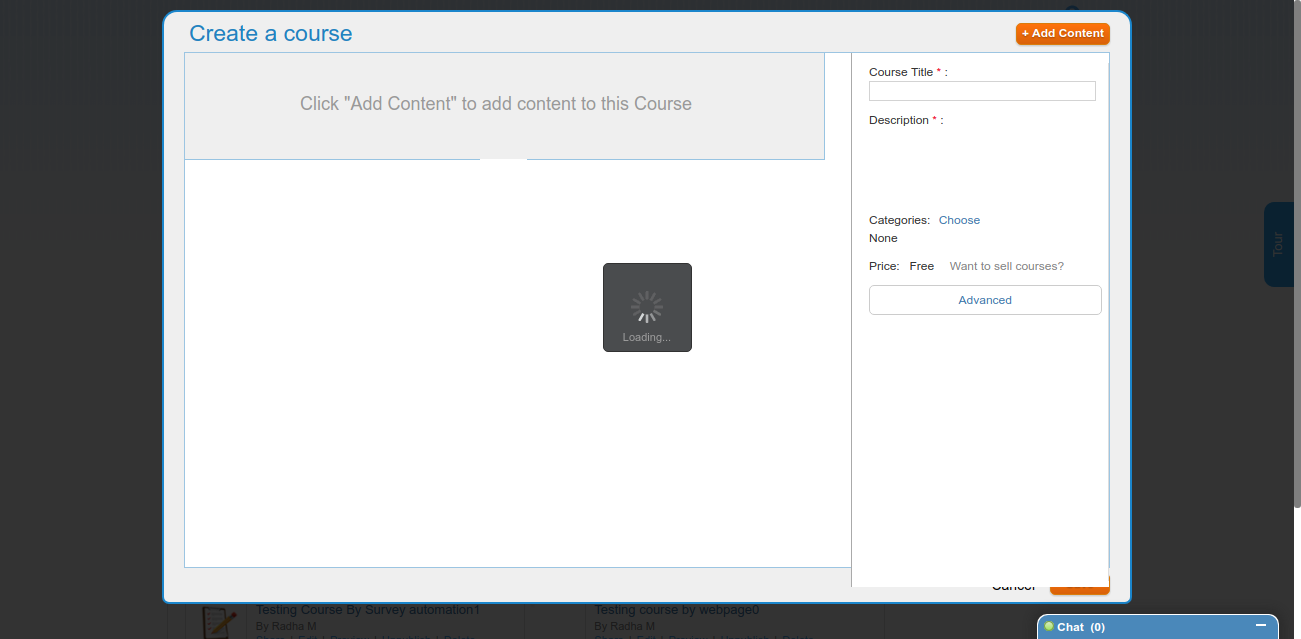 Create a course
+ Add Content
Click "Add Content" to add content to this Course
Course Title * :
Description * :
Categories: Choose
None
Price: Free Want to sell courses?
Advanced
Loading...
Tour
Cancel
Testing Course By Survey automation1
Testing course by webpage0
By Radha M
By Radha M
Chat (0)